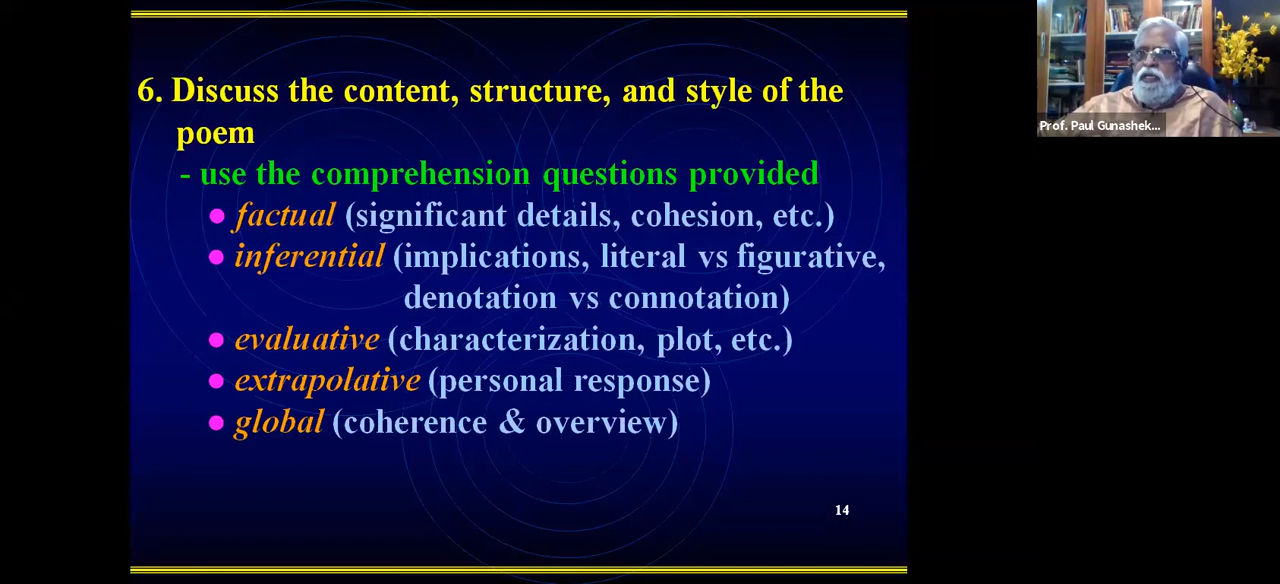 6. Discuss the content, structure, and style of the
poem
- use the comprehension questions provided
● factual (significant details, cohesion, etc.)
● inferential (implications, literal vs figurative,
denotation vs connotation)
● evaluative (characterization, plot, etc.)
● extrapolative (personal response)
● global (coherence & overview)
14
Prof. Paul Gunashek...